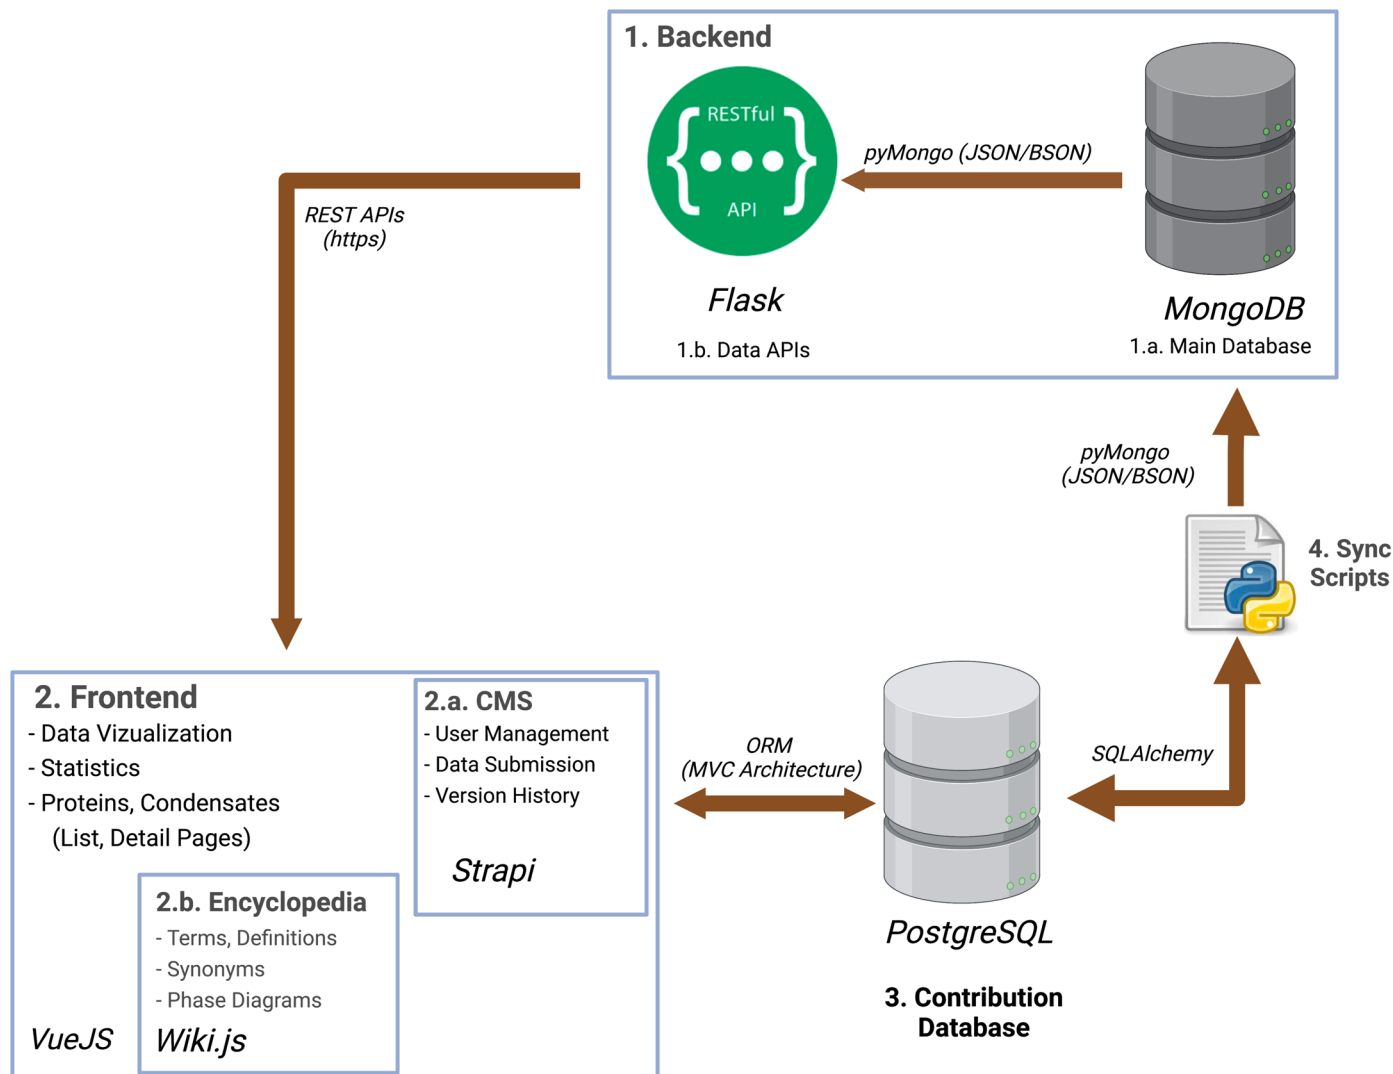 1. Backend
RESTful
API
pyMongo (JSON/BSON)
Flask
1.b. Data APIs
MongoDB
1.a. Main Database
REST APIs
(https)
pyMongo
(JSON/BSON)
4. Sync
Scripts
2. Frontend
- Data Vizualization
- Statistics
- Proteins, Condensates
(List, Detail Pages)
2.a. CMS
- User Management
- Data Submission
- Version History
Strapi
2.b. Encyclopedia
- Terms, Definitions
- Synonyms
- Phase Diagrams
VueJS
Wiki.js
ORM
(MVC Architecture)
SQLAlchemy
PostgreSQL
3. Contribution
Database